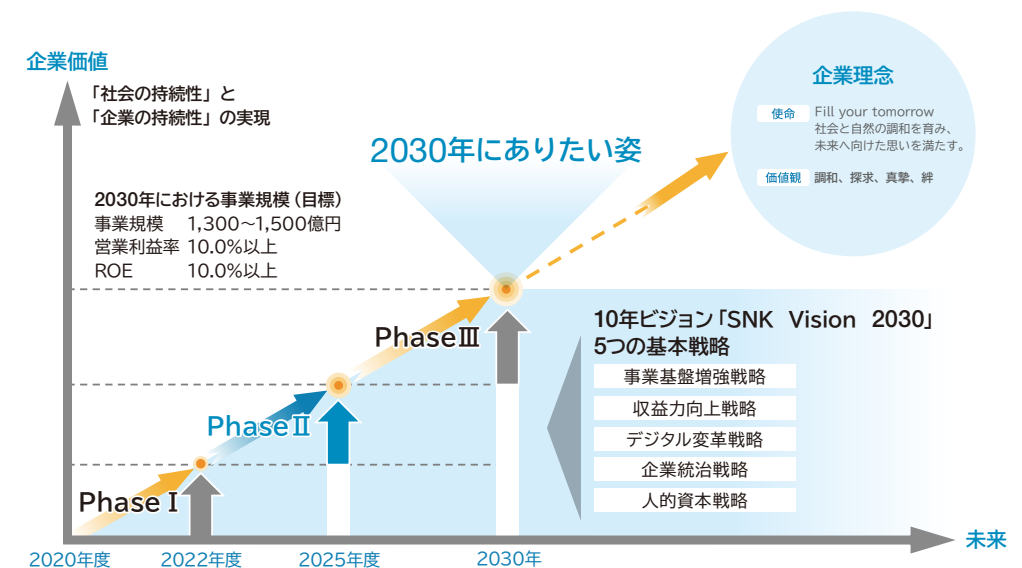 企業価値
「社会の持続性」と
「企業の持続性」の実現
2030年にありたい姿
企業理念
使命 Fill your tomorrow
社会と自然の調和を育み、
未来へ向けた思いを満たす。
価値観 調和、探求、真摯、絆
2030年における事業規模（目標）
事業規模 1,300～1,500億円
営業利益率 10.0%以上
ROE 10.0%以上
PhaseⅢ
PhaseⅡ
PhaseⅠ
10年ビジョン「SNK Vision 2030」
5つの基本戦略
事業基盤増強戦略
収益力向上戦略
デジタル変革戦略
企業統治戦略
人的資本戦略
未来
2020年度 2022年度 2025年度 2030年